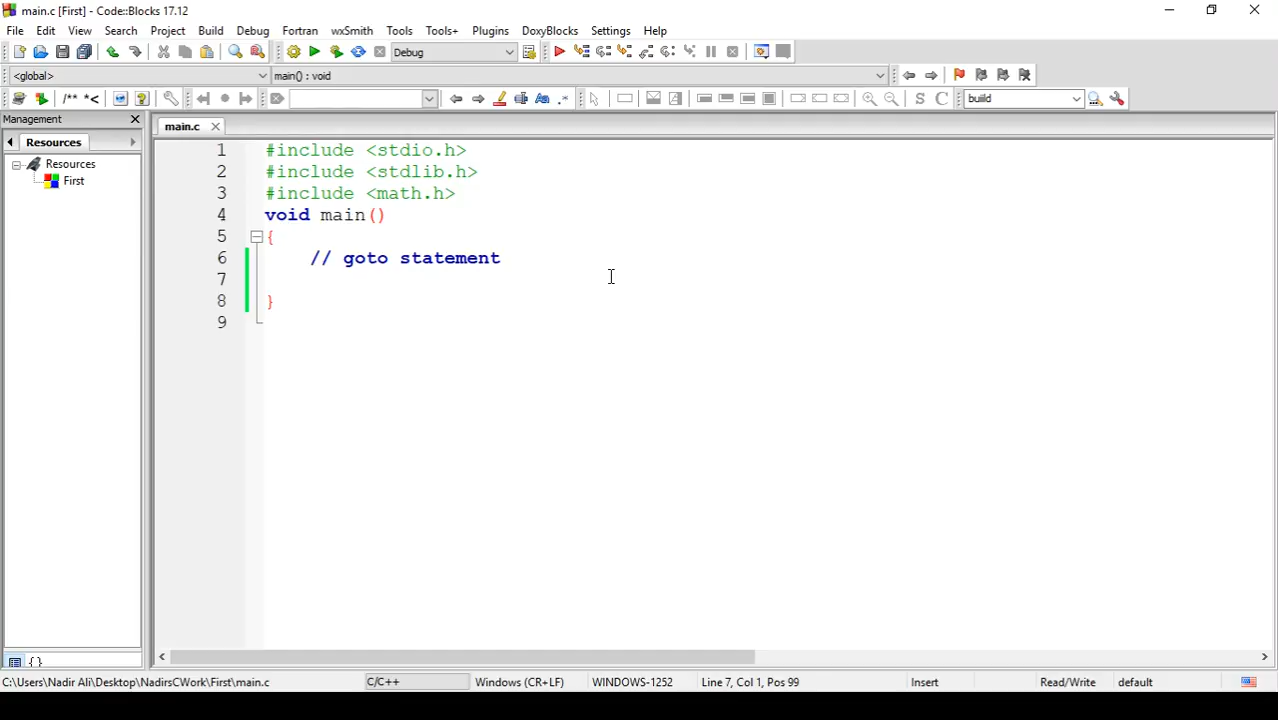 main.c [First] - Code::Blocks 17.12
File Edit View Search Project Build Debug Fortran wxSmith Tools Tools+ Plugins DoxyBlocks Settings Help
Debug
<global> main() : void
/** *< Aa .* S C build
Management
Resources
main.c
Resources
First
1 #include <stdio.h>
2 #include <stdlib.h>
3 #include <math.h>
4 void main()
5 {
6 // goto statement
7
8 }
9
{}
C:\Users\Nadir Ali\Desktop\NadirsCWork\First\main.c C/C++ Windows (CR+LF) WINDOWS-1252 Line 7, Col 1, Pos 99 Insert Read/Write default